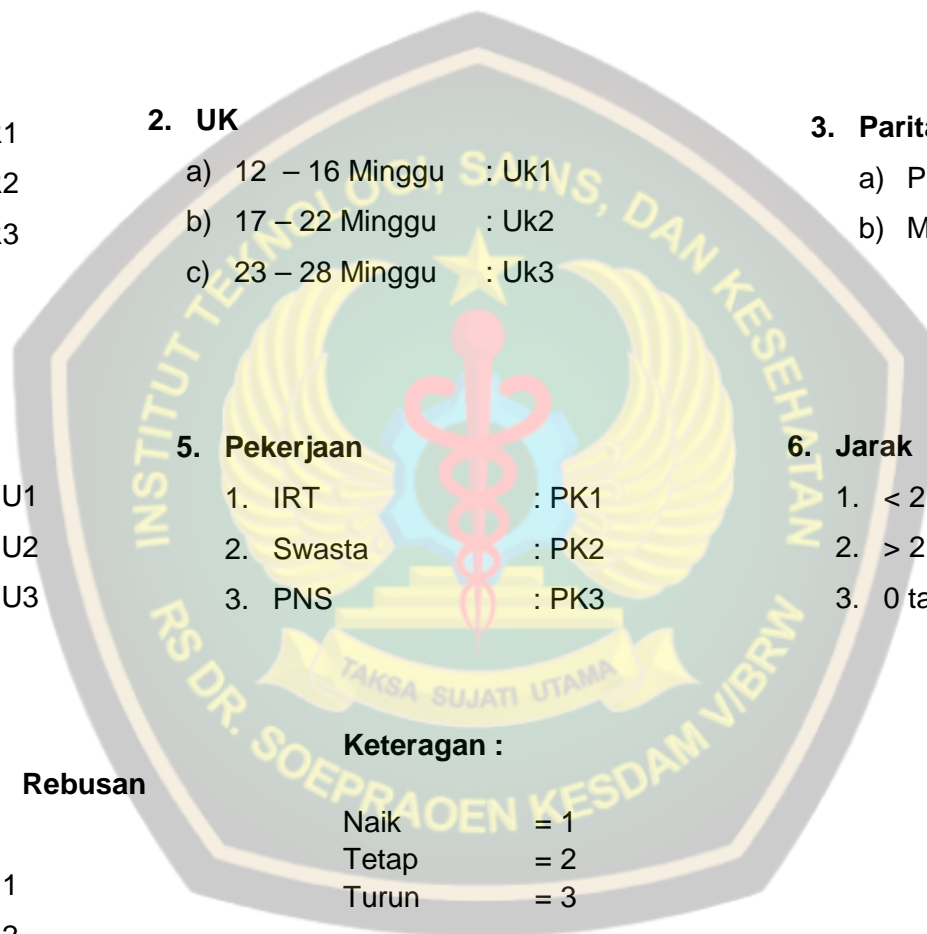 2. UK
a) 12 – 16 Minggu : Uk1
b) 17 – 22 Minggu : Uk2
c) 23 – 28 Minggu : Uk3
3. Parita
a) P
b) M
5. Pekerjaan
1. IRT : PK1
2. Swasta : PK2
3. PNS : PK3
6. Jarak
1. < 2
2. > 2
3. 0 ta
U1
U2
U3
Rebusan
1
Keteragan :
Naik = 1
Tetap = 2
Turun = 3
INSTITUT TEKNOLOGI, SAINS, DAN KESEHATAN
RS DR. SOEPRAOEN KESDAM V/BRW
TAKSA SUJATI UTAMA